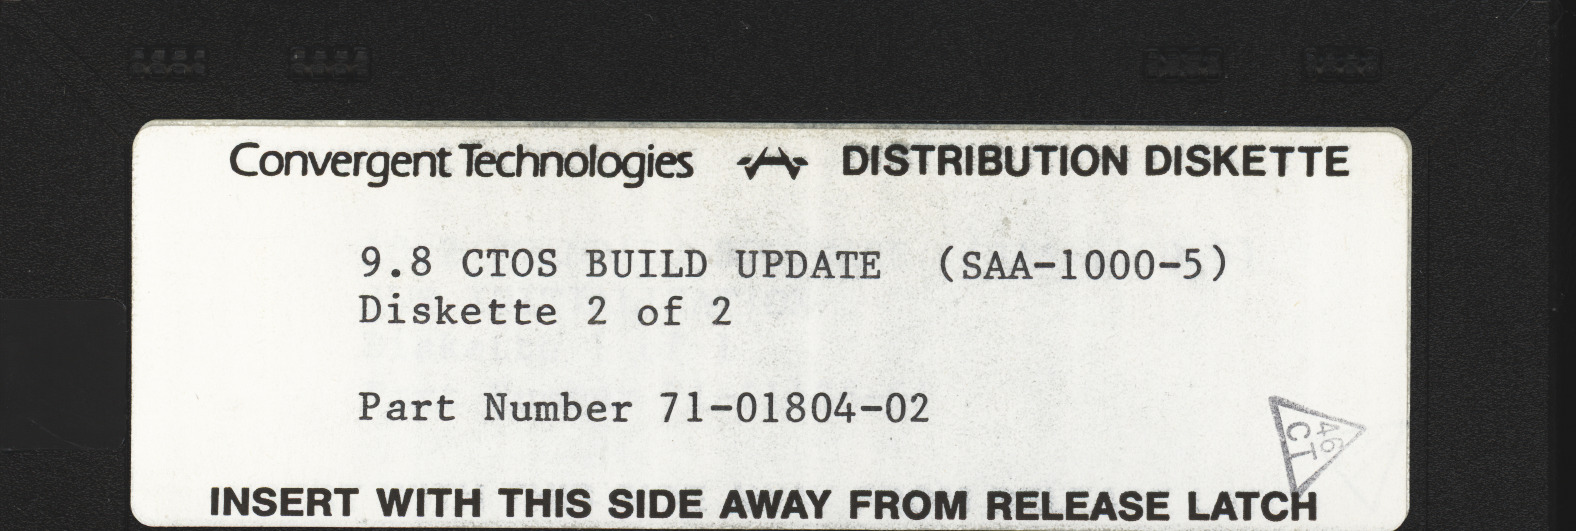 Convergent Technologies DISTRIBUTION DISKETTE
9.8 CTOS BUILD UPDATE (SAA-1000-5)
Diskette 2 of 2
Part Number 71-01804-02
46
CT
INSERT WITH THIS SIDE AWAY FROM RELEASE LATCH